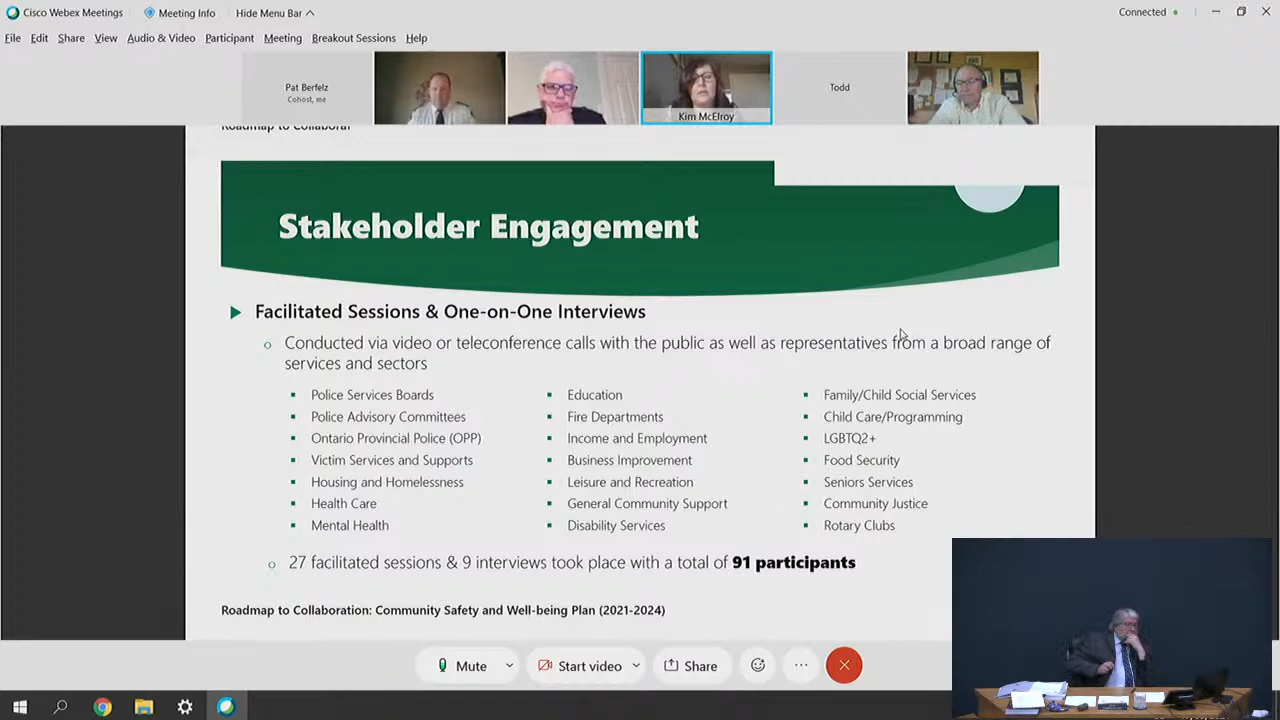 Cisco Webex Meetings
Meeting Info
Hide Menu Bar
Connected
File Edit Share View Audio & Video Participant Meeting Breakout Sessions Help
Pat Berfelz
Cohost, me
Kim McElroy
Todd
Roadmap to Collaborat
Stakeholder Engagement
Facilitated Sessions & One-on-One Interviews
Conducted via video or teleconference calls with the public as well as representatives from a broad range of
services and sectors
Police Services Boards
Police Advisory Committees
Ontario Provincial Police (OPP)
Victim Services and Supports
Housing and Homelessness
Health Care
Mental Health
Education
Fire Departments
Income and Employment
Business Improvement
Leisure and Recreation
General Community Support
Disability Services
Family/Child Social Services
Child Care/Programming
LGBTQ2+
Food Security
Seniors Services
Community Justice
Rotary Clubs
27 facilitated sessions & 9 interviews took place with a total of 91 participants
Roadmap to Collaboration: Community Safety and Well-being Plan (2021-2024)
Mute
Start video
Share